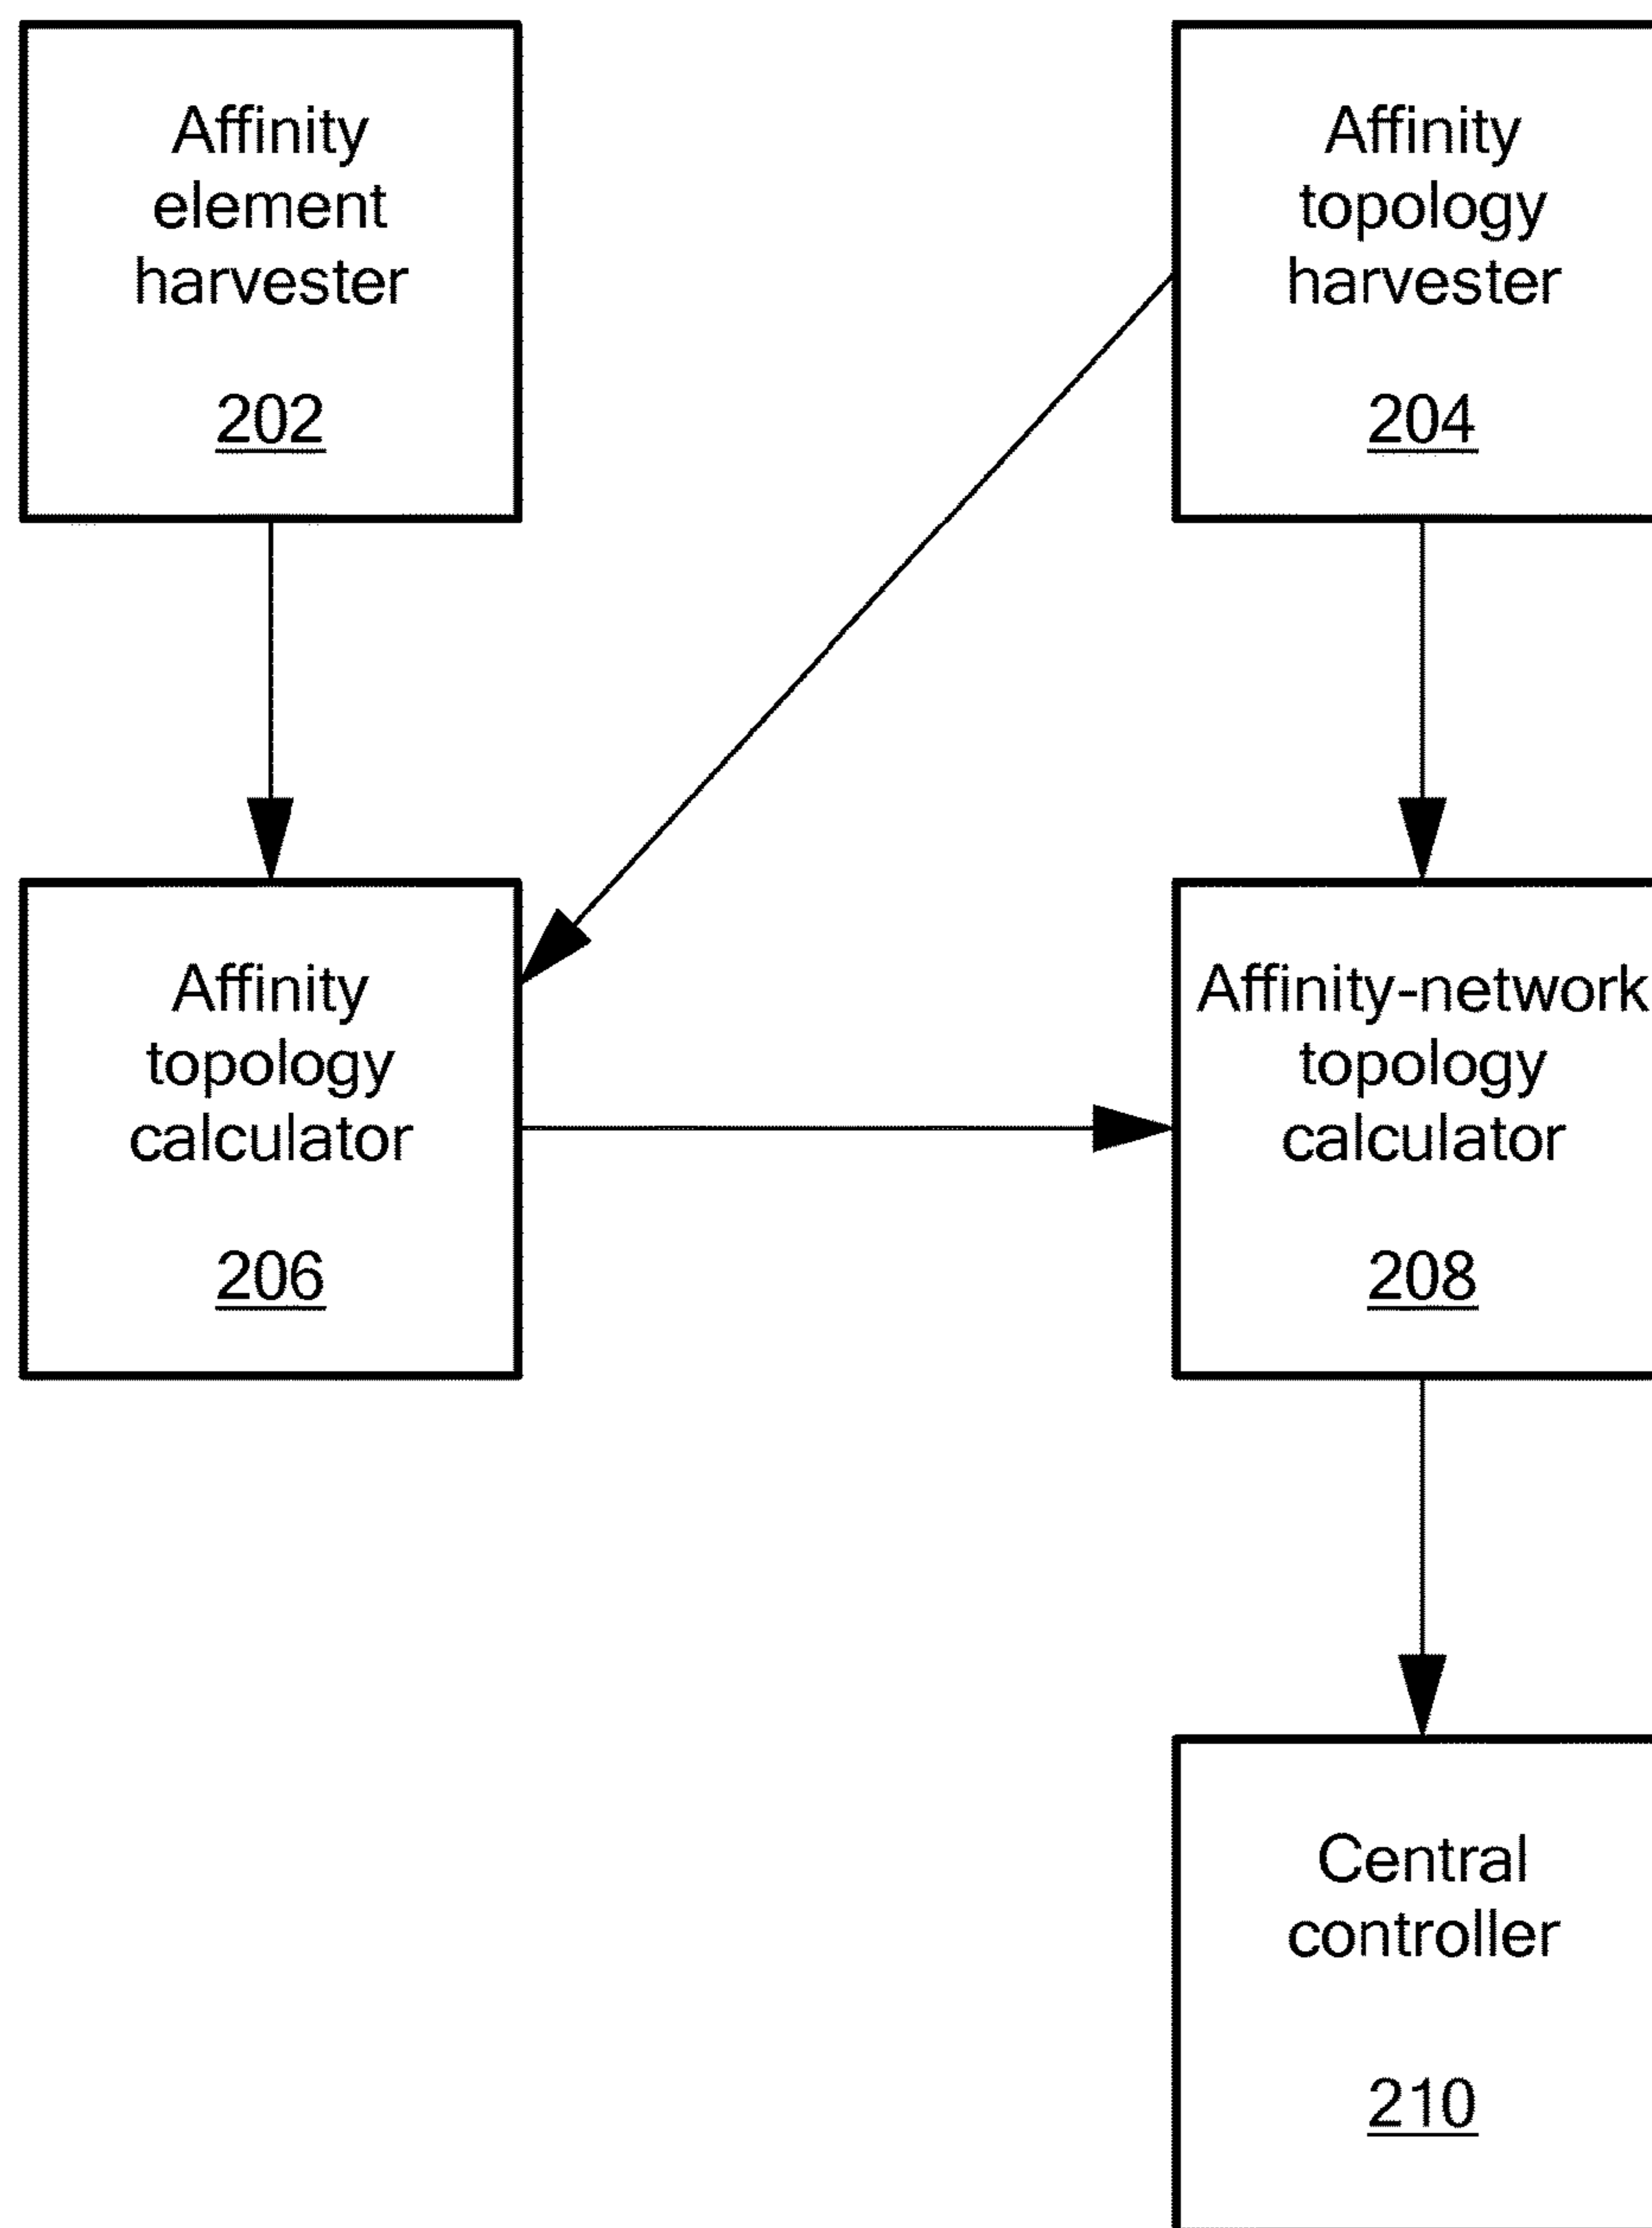 Affinity
element
harvester
202
Affinity
topology
harvester
204
Affinity
topology
calculator
206
Affinity-network
topology
calculator
208
Central
controller
210